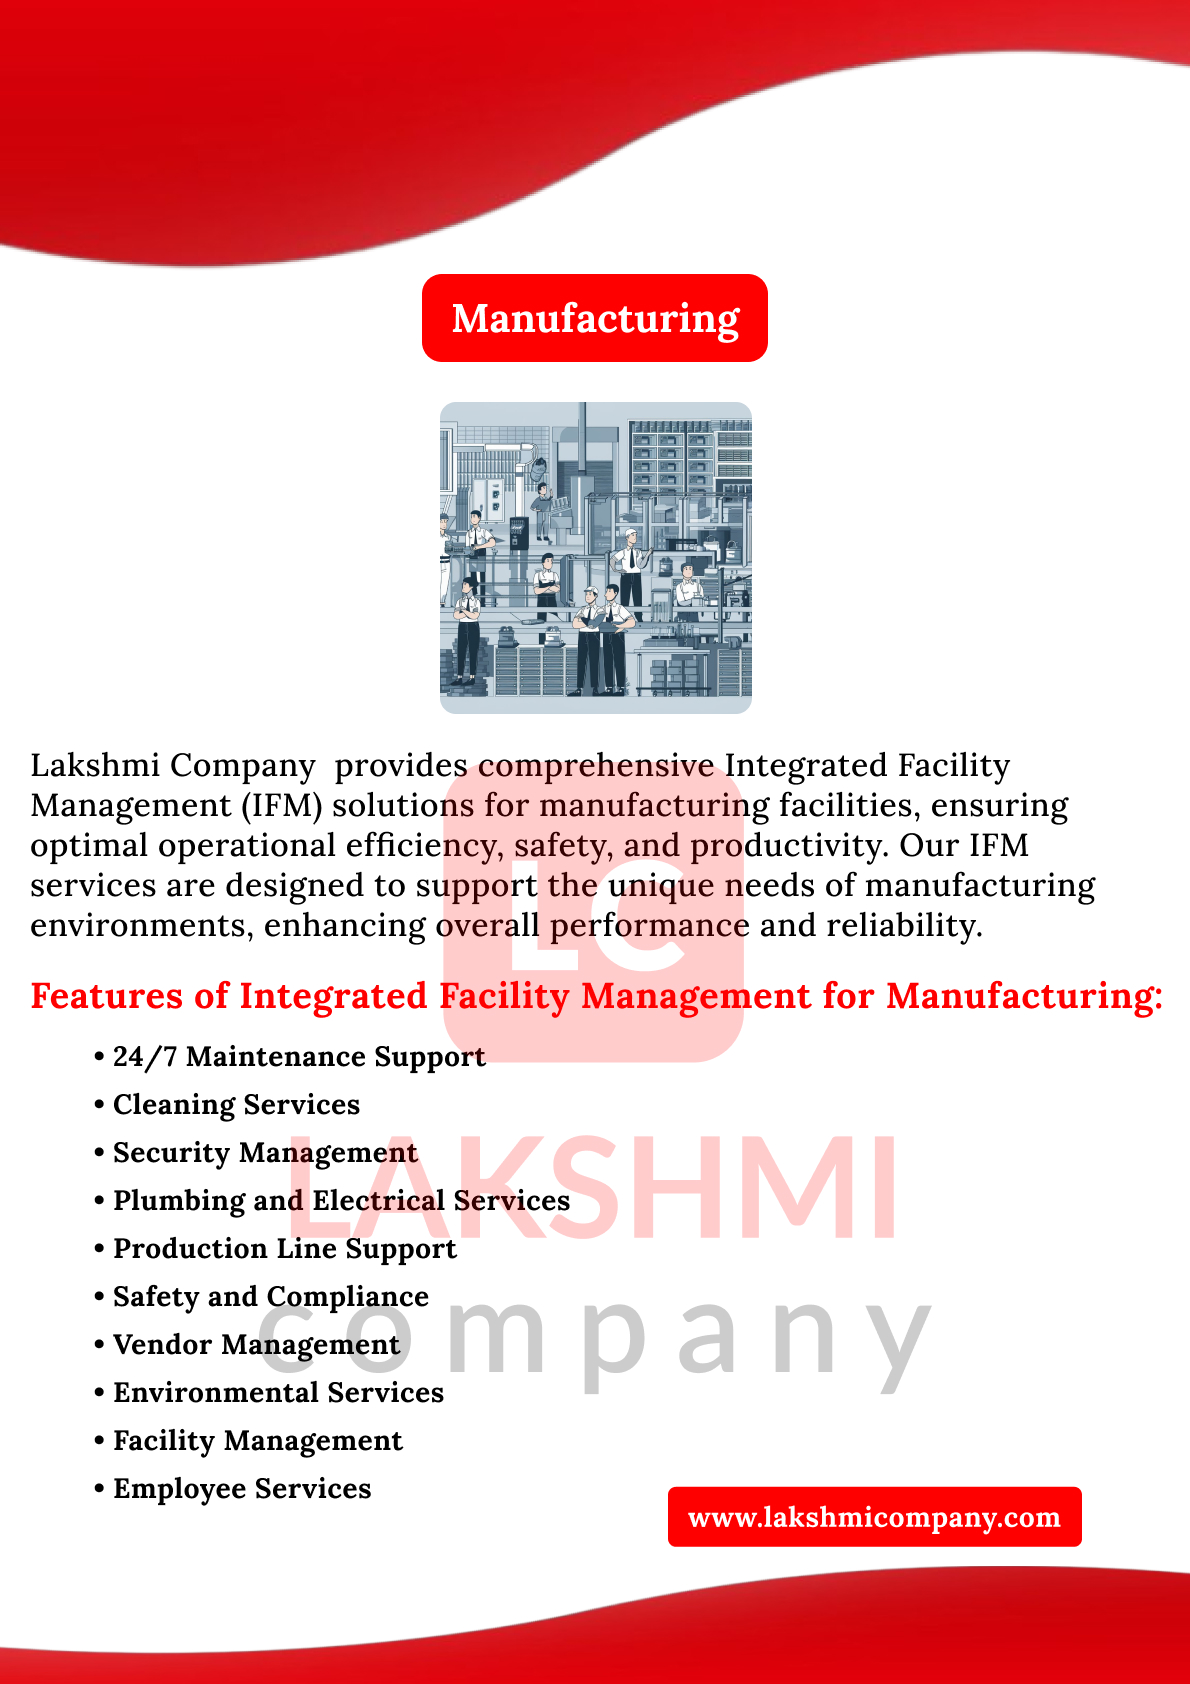 Manufacturing
Lakshmi Company  provides comprehensive Integrated Facility
Management (IFM) solutions for manufacturing facilities, ensuring
optimal operational efficiency, safety, and productivity. Our IFM
services are designed to support the unique needs of manufacturing
environments, enhancing overall performance and reliability.
LC
Features of Integrated Facility Management for Manufacturing:
• 24/7 Maintenance Support
• Cleaning Services
• Security Management
LAKSHMI
• Plumbing and Electrical Services
• Production Line Support
• Safety and Compliance
company
• Vendor Management
• Environmental Services
• Facility Management
• Employee Services
www.lakshmicompany.com